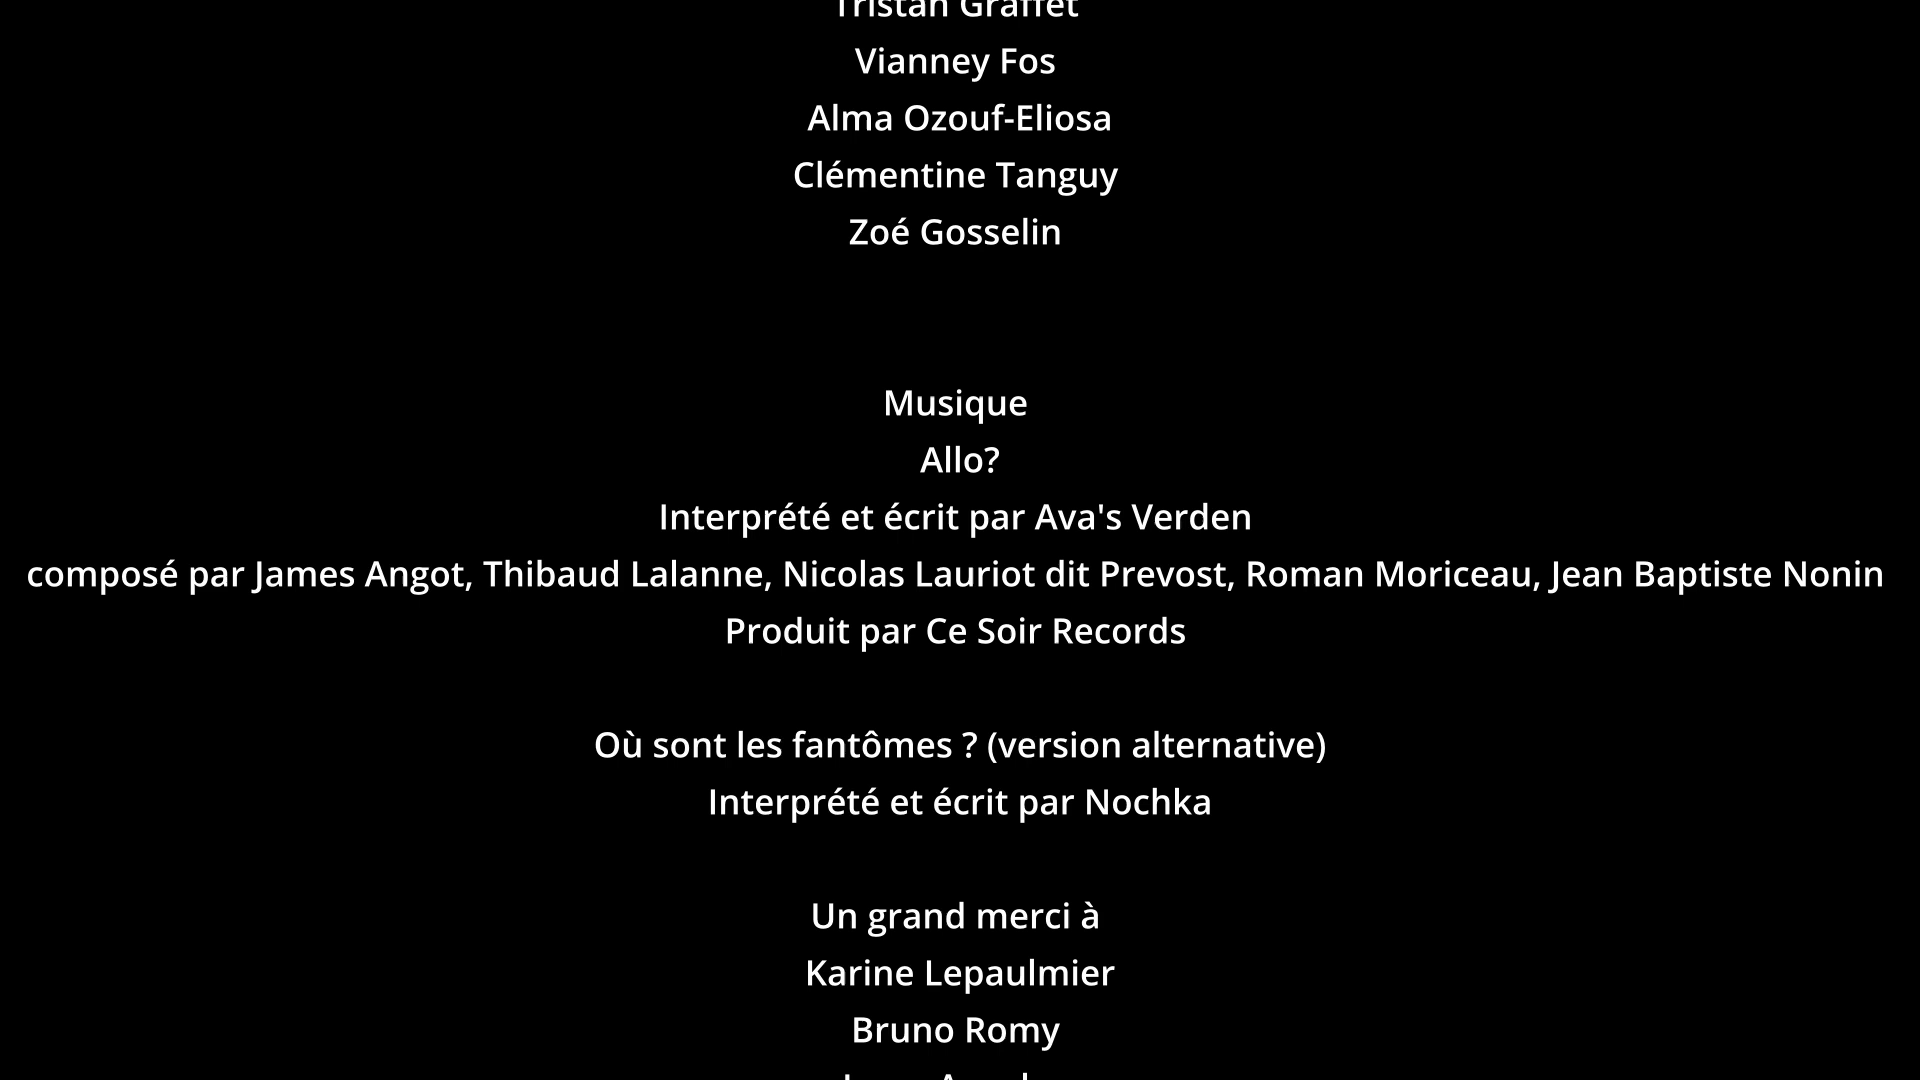 Tristan Graffet
Vianney Fos
Alma Ozouf-Eliosa
Clémentine Tanguy
Zoé Gosselin
Musique
Allo?
Interprété et écrit par Ava's Verden
composé par James Angot, Thibaud Lalanne, Nicolas Lauriot dit Prevost, Roman Moriceau, Jean Baptiste Nonin
Produit par Ce Soir Records
Où sont les fantômes ? (version alternative)
Interprété et écrit par Nochka
Un grand merci à
Karine Lepaulmier
Bruno Romy